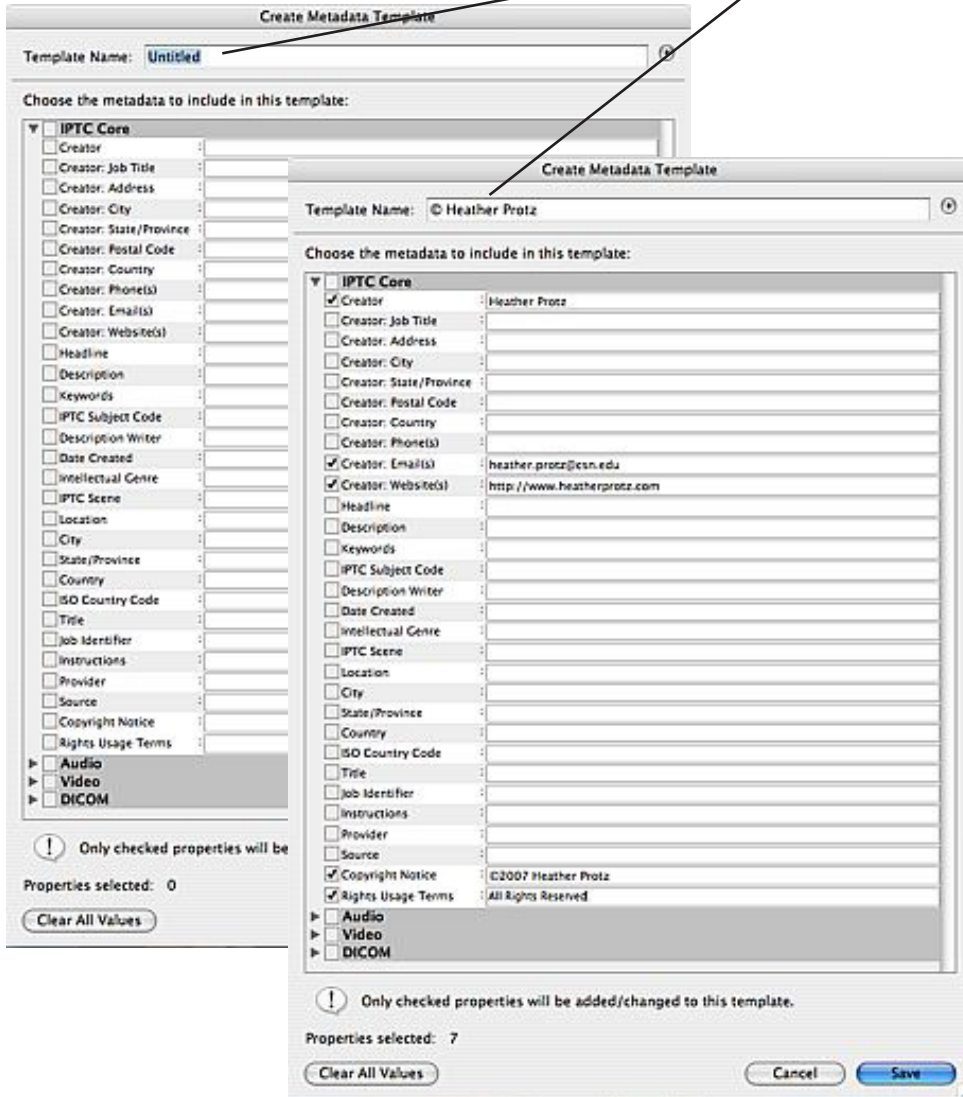 Create Metadata Template
Template Name: Untitled
Choose the metadata to include in this template:
IPTC Core
Creator :
Creator: Job Title :
Creator: Address :
Creator: City :
Creator: State/Province :
Creator: Postal Code :
Creator: Country :
Creator: Phone(s) :
Creator: Email(s) :
Creator: Website(s) :
Headline :
Description :
Keywords :
IPTC Subject Code :
Description Writer :
Date Created :
Intellectual Genre :
IPTC Scene :
Location :
City :
State/Province :
Country :
ISO Country Code :
Title :
Job Identifier :
Instructions :
Provider :
Source :
Copyright Notice :
Rights Usage Terms :
Audio
Video
DICOM
! Only checked properties will be
Properties selected: 0
Clear All Values
Create Metadata Template
Template Name: © Heather Protz
Choose the metadata to include in this template:
IPTC Core
Creator : Heather Protz
Creator: Job Title :
Creator: Address :
Creator: City :
Creator: State/Province :
Creator: Postal Code :
Creator: Country :
Creator: Phone(s) :
Creator: Email(s) : heather.protz@csn.edu
Creator: Website(s) : http://www.heatherprotz.com
Headline :
Description :
Keywords :
IPTC Subject Code :
Description Writer :
Date Created :
Intellectual Genre :
IPTC Scene :
Location :
City :
State/Province :
Country :
ISO Country Code :
Title :
Job Identifier :
Instructions :
Provider :
Source :
Copyright Notice : ©2007 Heather Protz
Rights Usage Terms : All Rights Reserved
Audio
Video
DICOM
! Only checked properties will be added/changed to this template.
Properties selected: 7
Clear All Values
Cancel
Save